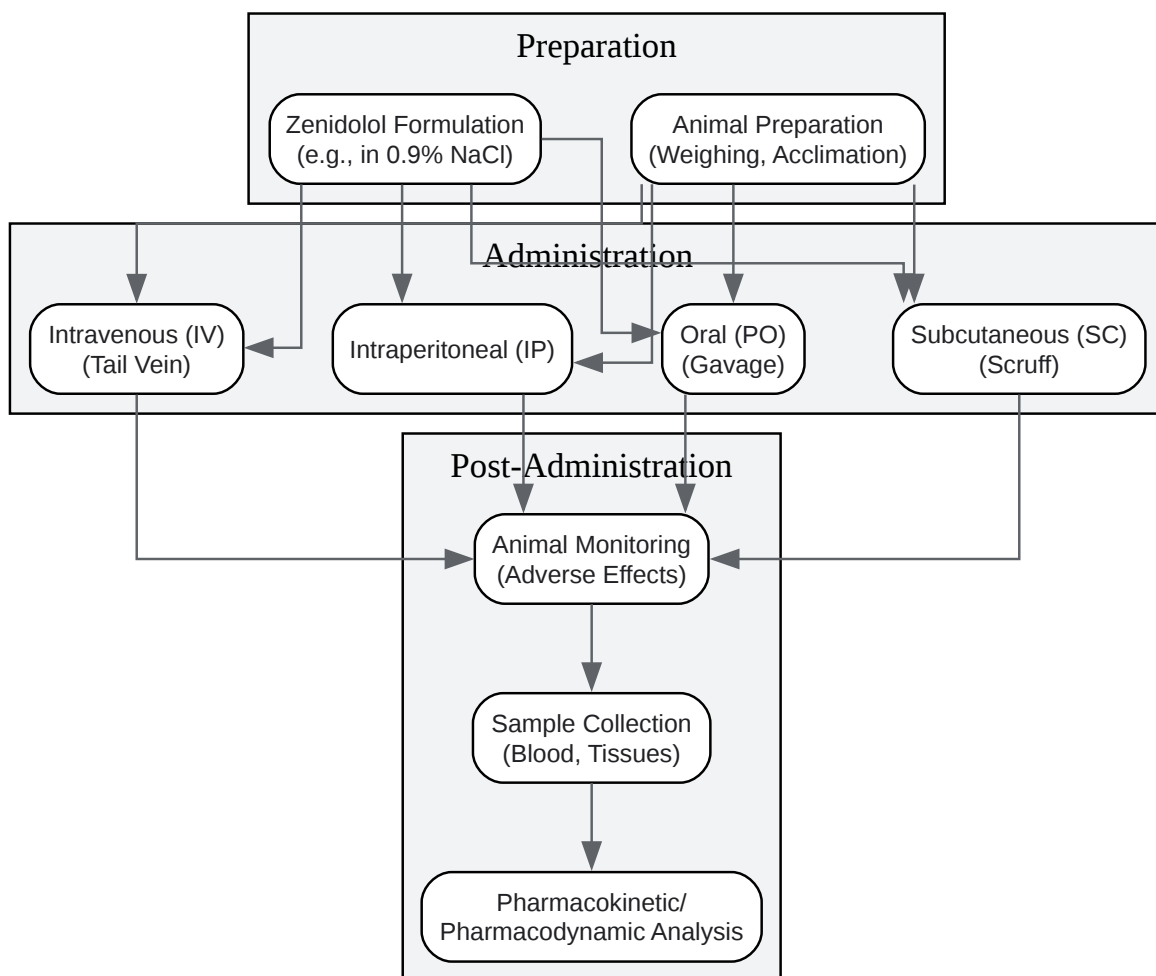 Preparation
Zenidolol Formulation
(e.g., in 0.9% NaCl)
Animal Preparation
(Weighing, Acclimation)
Administration
Intravenous (IV)
(Tail Vein)
Intraperitoneal (IP)
Oral (PO)
(Gavage)
Subcutaneous (SC)
(Scruff)
Post-Administration
Animal Monitoring
(Adverse Effects)
Sample Collection
(Blood, Tissues)
Pharmacokinetic/
Pharmacodynamic Analysis